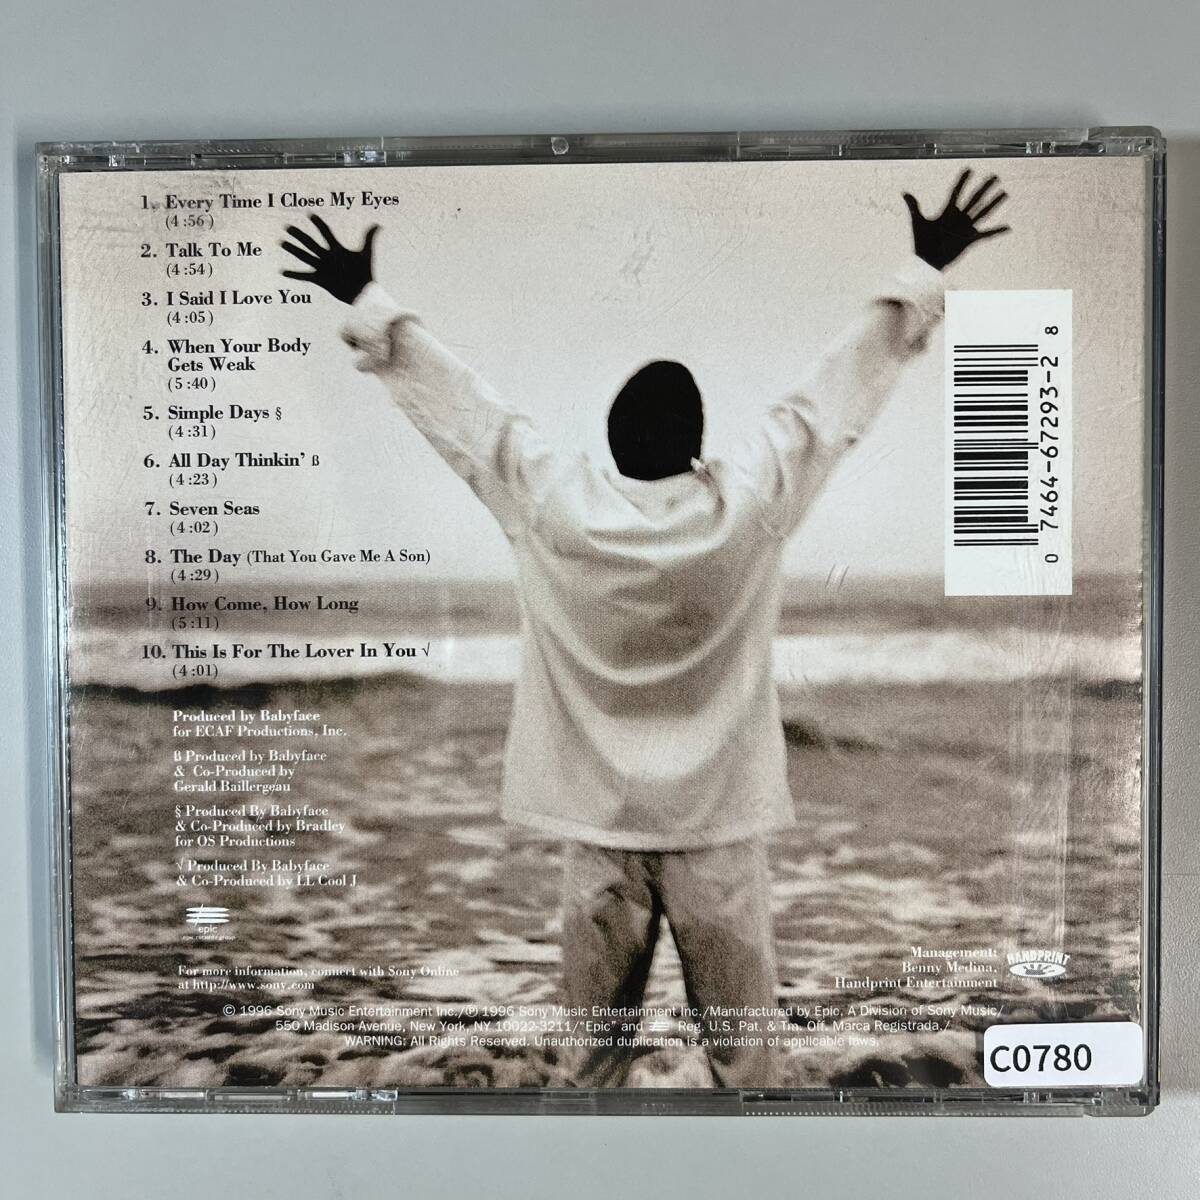 1. Every Time I Close My Eyes
(4:56)
2. Talk To Me
(4:54)
3. I Said I Love You
(4:05)
4. When Your Body
Gets Weak
(5:40)
5. Simple Days §
(4:31)
6. All Day Thinkin' ß
(4:23)
7. Seven Seas
(4:02)
8. The Day (That You Gave Me A Son)
(4:29)
9. How Come, How Long
(5:11)
10. This Is For The Lover In You √
(4:01)
Produced by Babyface
for ECAF Productions, Inc.
ß Produced by Babyface
& Co-Produced by
Gerald Baillergeau
§ Produced By Babyface
& Co-Produced by Bradley
for OS Productions
√ Produced By Babyface
& Co-Produced by LL Cool J
epic
For more information, connect with Sony Online
at http://www.sony.com
0 7464-67293-2 8
Management:
Benny Medina,
Handprint Entertainment
HANDPRINT
© 1996 Sony Music Entertainment Inc./℗ 1996 Sony Music Entertainment Inc./Manufactured by Epic, A Division of Sony Music/
550 Madison Avenue, New York, NY 10022-3211/"Epic" and Reg. U.S. Pat. & Tm. Off. Marca Registrada./
WARNING: All Rights Reserved. Unauthorized duplication is a violation of applicable laws.
C0780